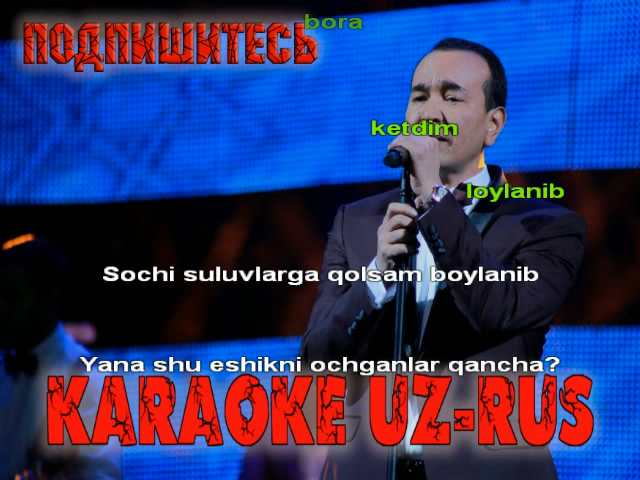 bora
ПОДПИШИТЕСЬ
ketdim
loylanib
Sochi suluvlarga qolsam boylanib
Yana shu eshikni ochganlar qancha?
KARAOKE UZ-RUS